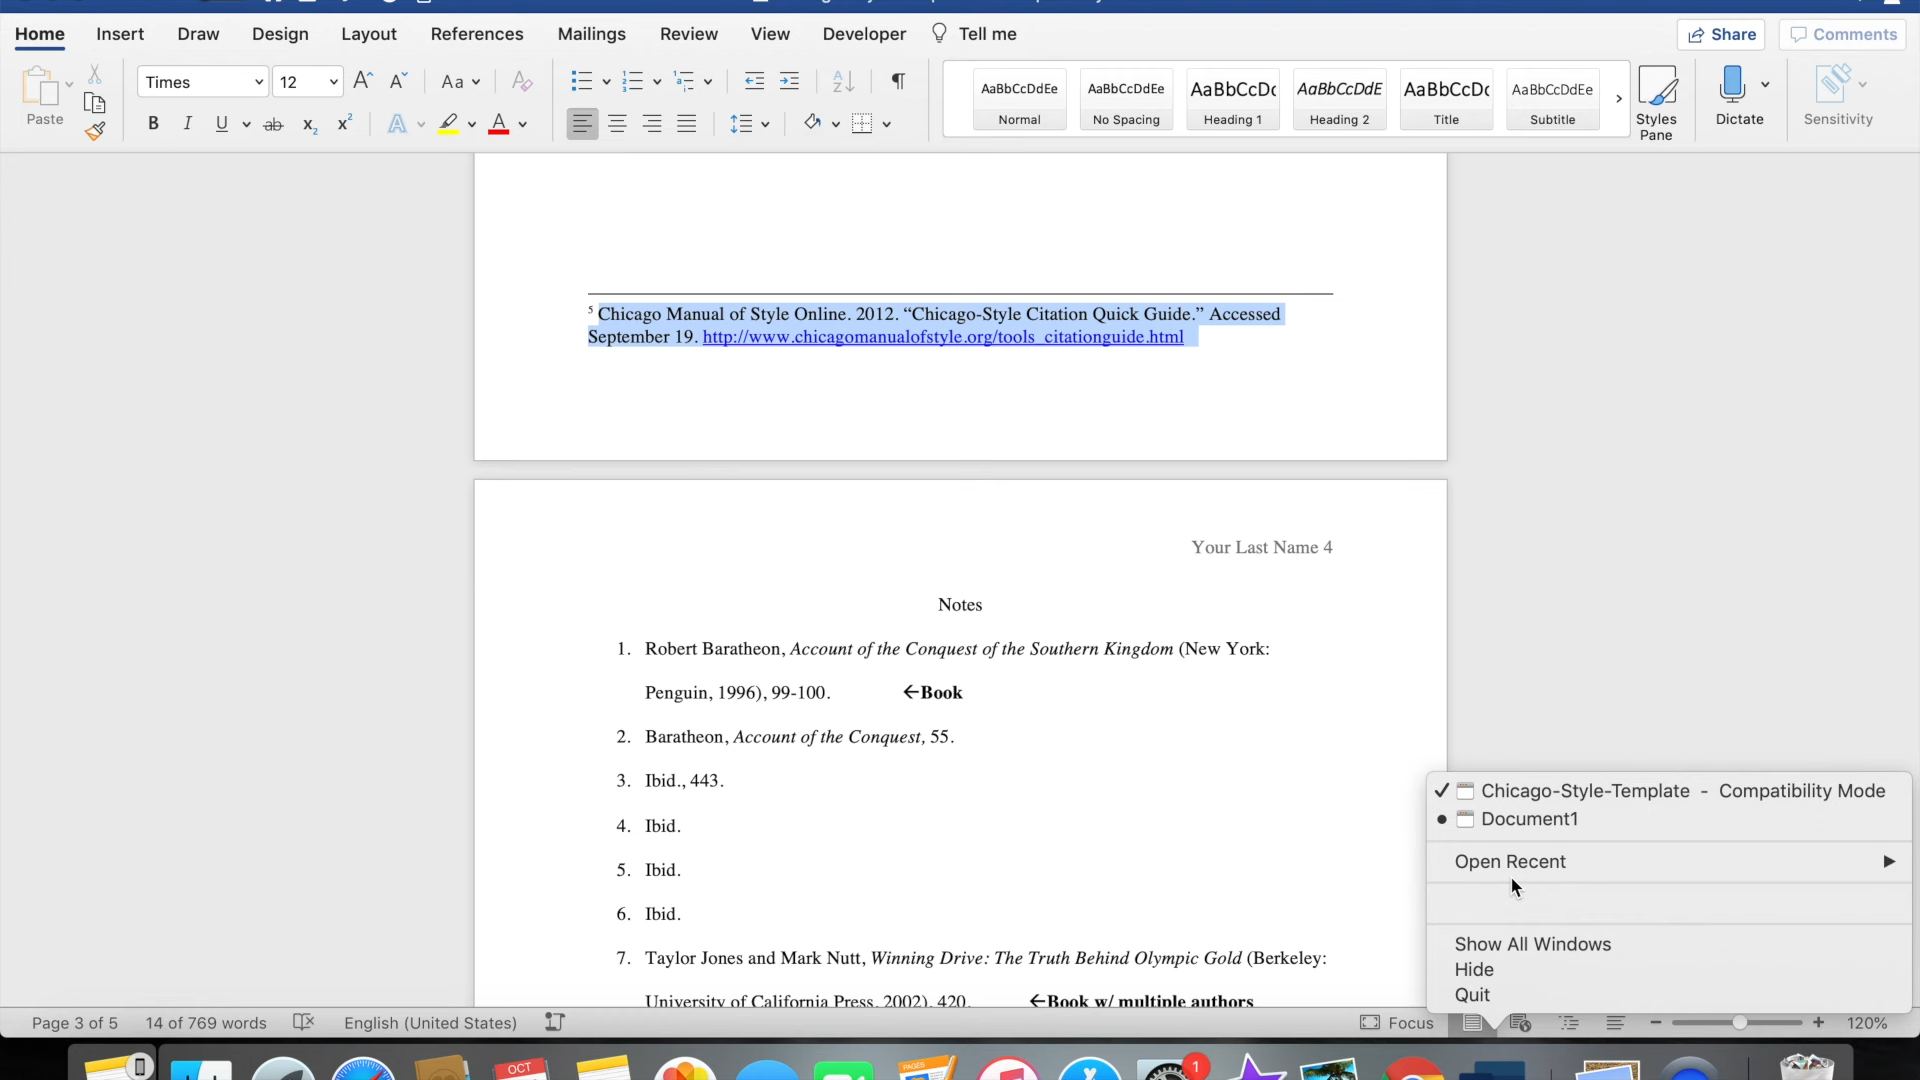 Home Insert Draw Design Layout References Mailings Review View Developer Tell me Share Comments
Times 12 Aa
AaBbCcDdEe AaBbCcDdEe AaBbCcDc AaBbCcDdE AaBbCcDc AaBbCcDdEe
Paste B I U ab x₂ x² A A Normal No Spacing Heading 1 Heading 2 Title Subtitle Styles Pane Dictate Sensitivity
5 Chicago Manual of Style Online. 2012. “Chicago-Style Citation Quick Guide.” Accessed
September 19. http://www.chicagomanualofstyle.org/tools_citationguide.html
Your Last Name 4
Notes
1. Robert Baratheon, Account of the Conquest of the Southern Kingdom (New York:
Penguin, 1996), 99-100. ←Book
2. Baratheon, Account of the Conquest, 55.
3. Ibid., 443.
4. Ibid.
5. Ibid.
6. Ibid.
7. Taylor Jones and Mark Nutt, Winning Drive: The Truth Behind Olympic Gold (Berkeley:
University of California Press, 2002), 420. ←Book w/ multiple authors
✓ Chicago-Style-Template - Compatibility Mode
• Document1
Open Recent
Show All Windows
Hide
Quit
Page 3 of 5 14 of 769 words English (United States) Focus 120%
OCT 1